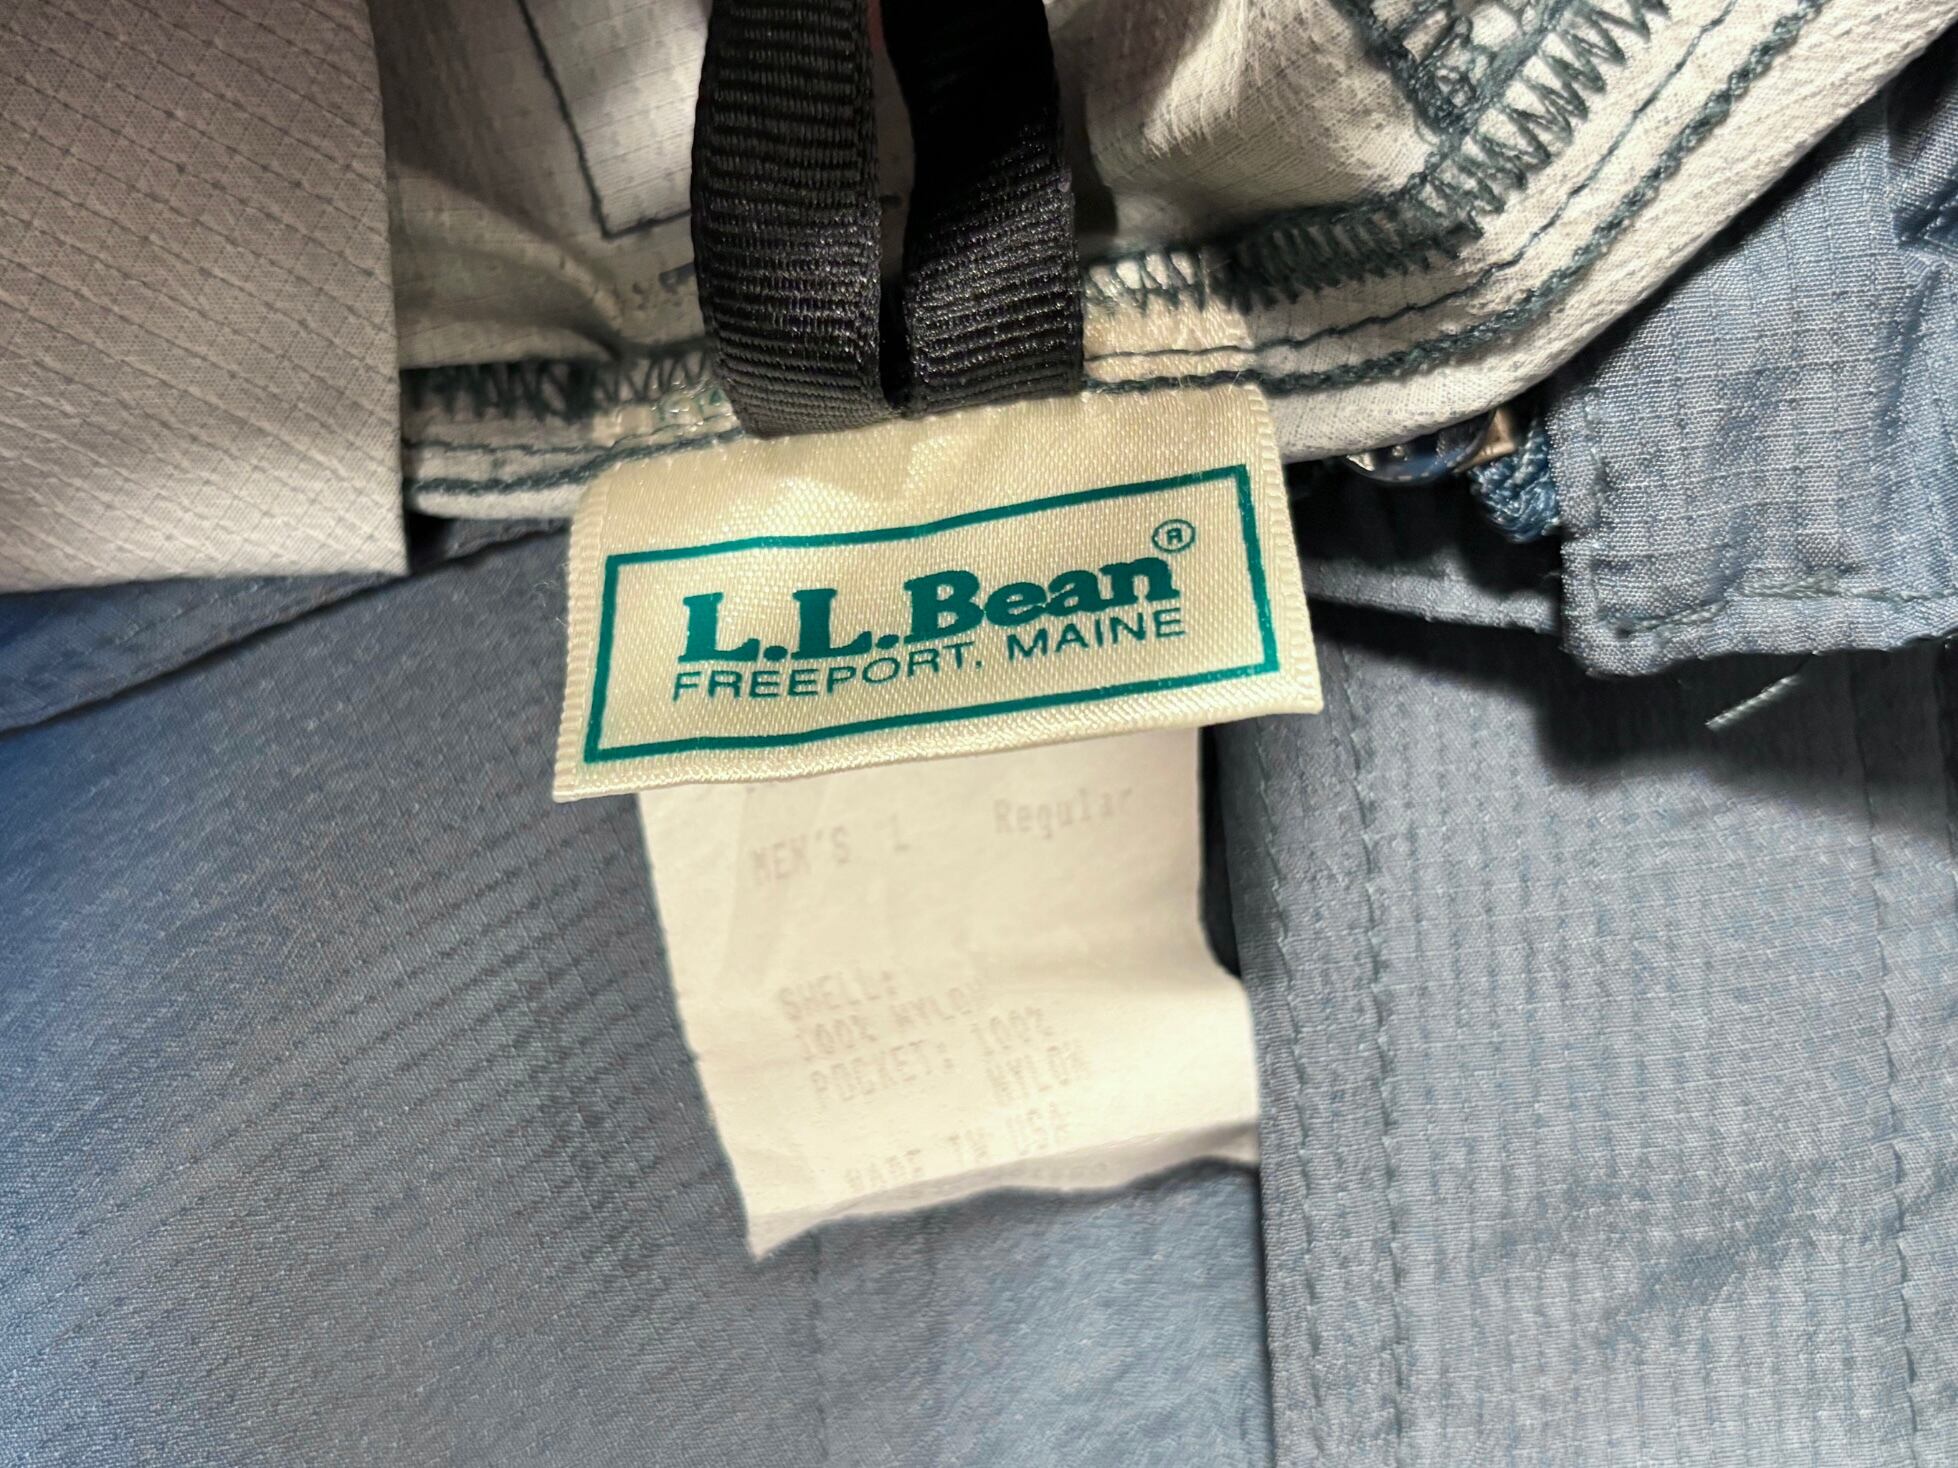 L.L.Bean®
FREEPORT, MAINE
MEN'S L Regular
SHELL:
100% NYLON
POCKET: 100%
NYLON
MADE IN USA